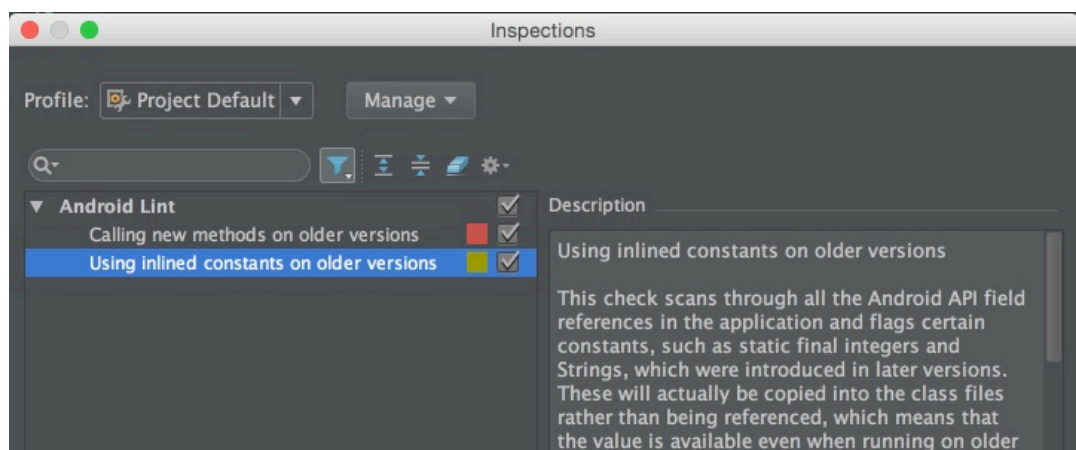 Inspections
Profile: Project Default Manage
Android Lint
Calling new methods on older versions
Using inlined constants on older versions
Description
Using inlined constants on older versions
This check scans through all the Android API field
references in the application and flags certain
constants, such as static final integers and
Strings, which were introduced in later versions.
These will actually be copied into the class files
rather than being referenced, which means that
the value is available even when running on older